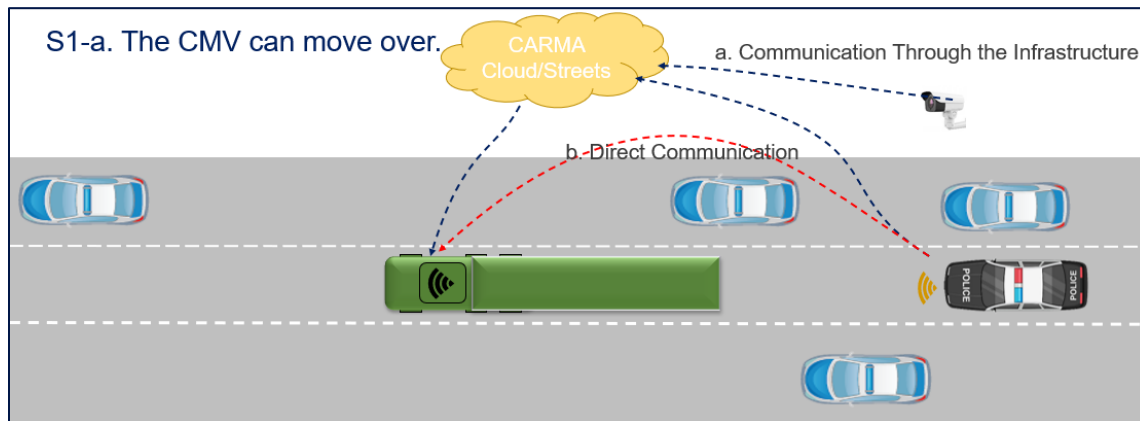 S1-a. The CMV can move over.
CARMA
Cloud/Streets
a. Communication Through the Infrastructure
b. Direct Communication
POLICE
POLICE